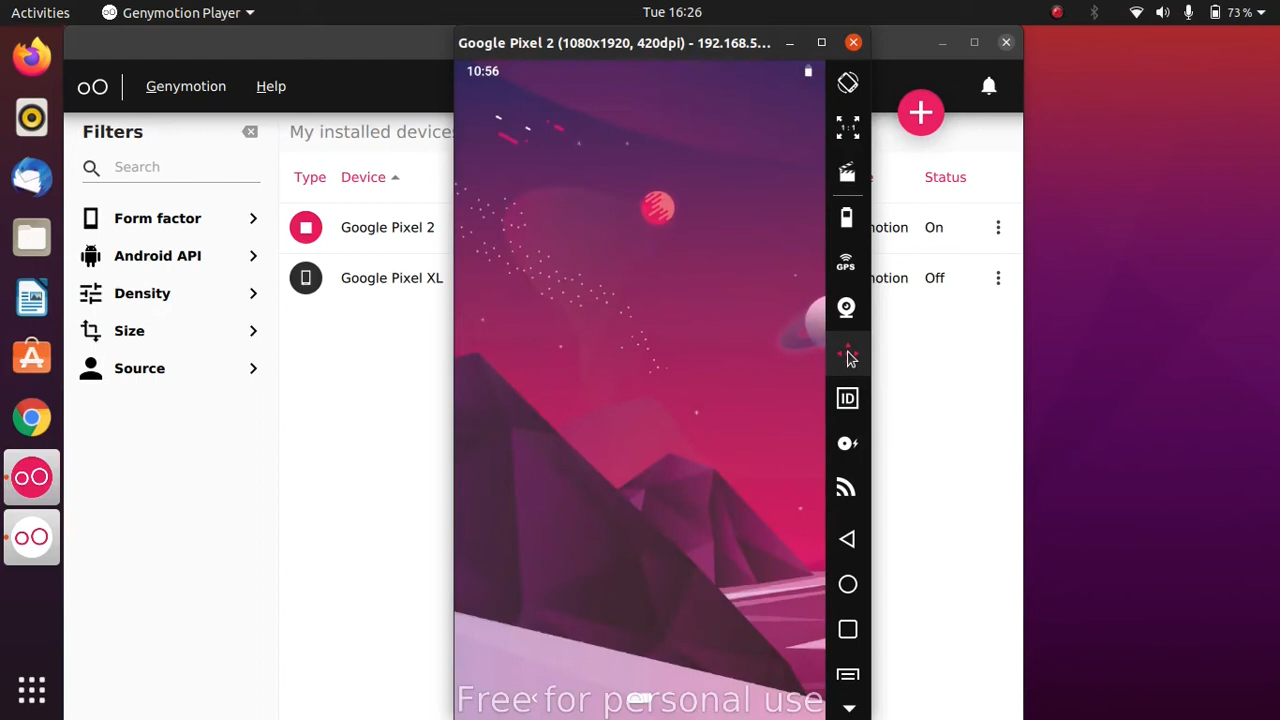 Activities
Genymotion Player
Tue 16:26
73 %
Google Pixel 2 (1080x1920, 420dpi) - 192.168.5...
Genymotion
Help
10:56
1:1
Filters
My installed devices
Search
Type
Device
Status
Form factor
Google Pixel 2
On
Android API
GPS
Google Pixel XL
Off
Density
Size
Source
ID
Free for personal use